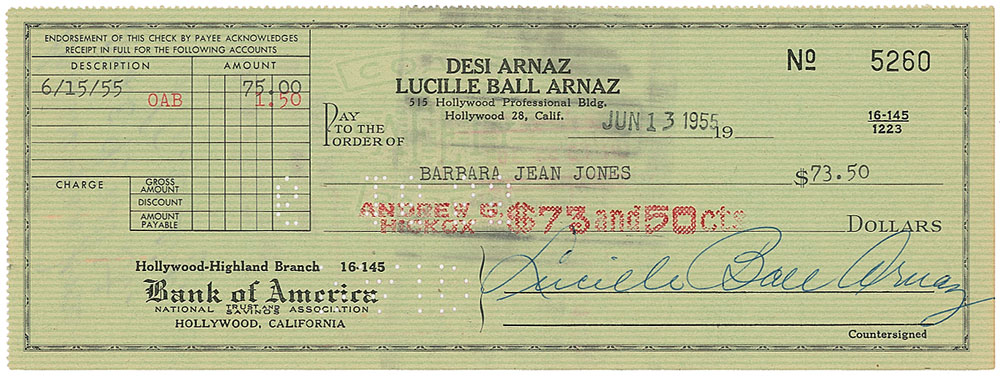 ENDORSEMENT OF THIS CHECK BY PAYEE ACKNOWLEDGES
RECEIPT IN FULL FOR THE FOLLOWING ACCOUNTS
DESCRIPTION AMOUNT
6/15/55 75.00
OAB 1.50
CHARGE
GROSS AMOUNT
DISCOUNT
AMOUNT PAYABLE
DESI ARNAZ
LUCILLE BALL ARNAZ
515 Hollywood Professional Bldg.
Hollywood 28, Calif.
Nº 5260
JUN 13 1955 19
16-145
1223
PAY
TO THE
ORDER OF
BARBARA JEAN JONES $73.50
ANDREW G. HICKOX $73 and 50 cts DOLLARS
Hollywood-Highland Branch 16-145
Bank of America
NATIONAL TRUST AND SAVINGS ASSOCIATION
HOLLYWOOD, CALIFORNIA
Lucille Ball Arnaz
Countersigned